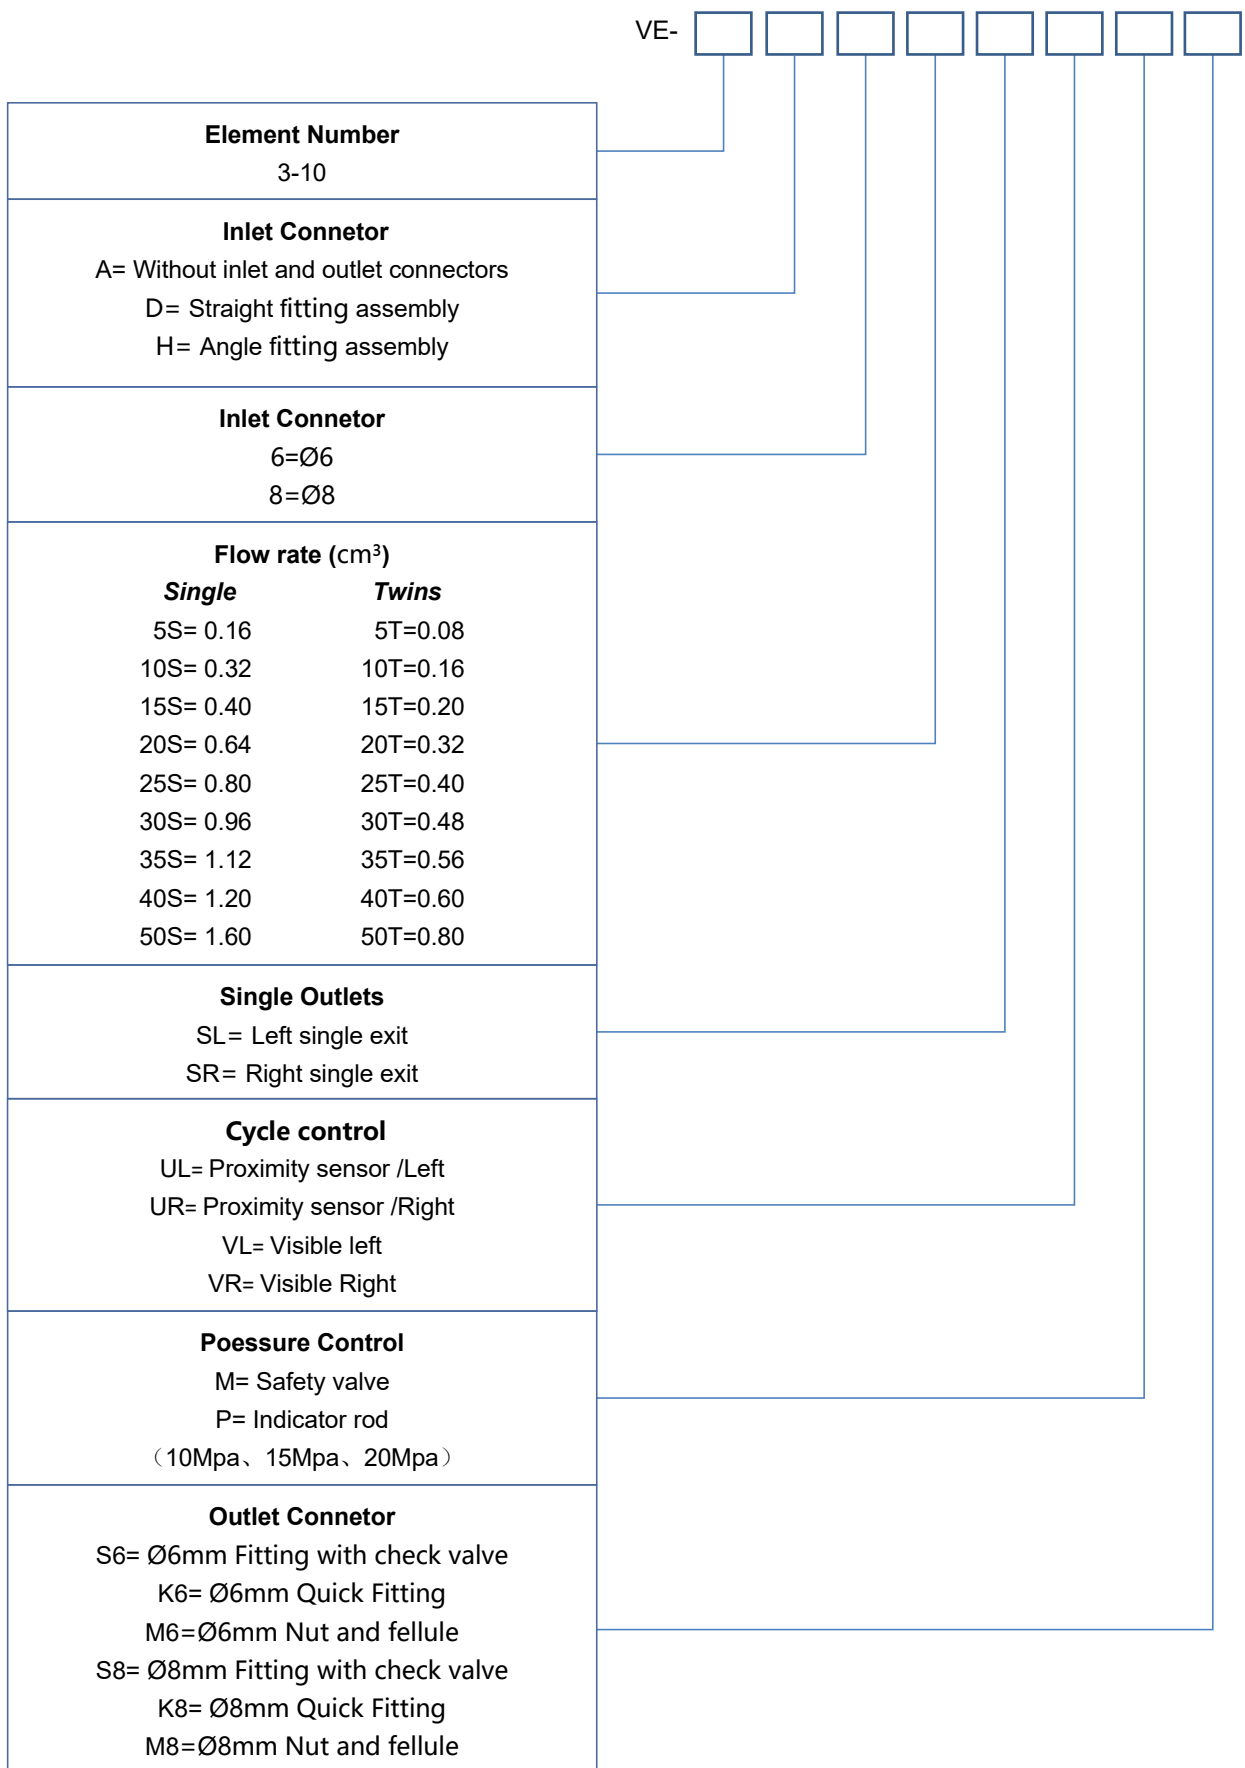 VE-
Element Number
3-10
Inlet Connetor
A= Without inlet and outlet connectors
D= Straight fitting assembly
H= Angle fitting assembly
Inlet Connetor
6=Ø6
8=Ø8
Flow rate (cm³)
Single Twins
5S= 0.16 5T=0.08
10S= 0.32 10T=0.16
15S= 0.40 15T=0.20
20S= 0.64 20T=0.32
25S= 0.80 25T=0.40
30S= 0.96 30T=0.48
35S= 1.12 35T=0.56
40S= 1.20 40T=0.60
50S= 1.60 50T=0.80
Single Outlets
SL= Left single exit
SR= Right single exit
Cycle control
UL= Proximity sensor /Left
UR= Proximity sensor /Right
VL= Visible left
VR= Visible Right
Poessure Control
M= Safety valve
P= Indicator rod
（10Mpa、15Mpa、20Mpa）
Outlet Connetor
S6= Ø6mm Fitting with check valve
K6= Ø6mm Quick Fitting
M6=Ø6mm Nut and fellule
S8= Ø8mm Fitting with check valve
K8= Ø8mm Quick Fitting
M8=Ø8mm Nut and fellule